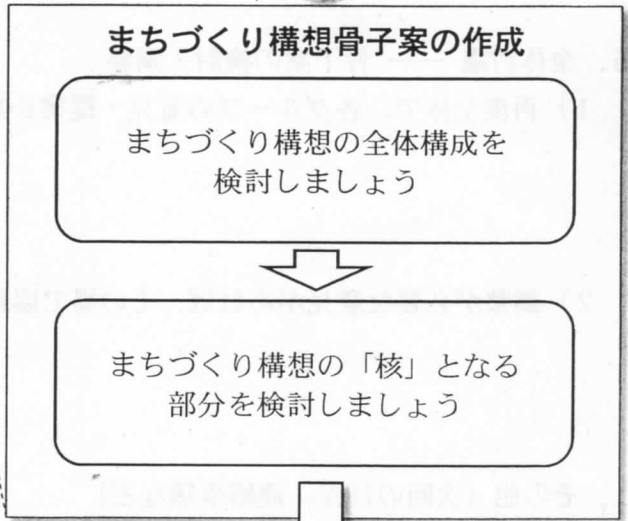 まちづくり構想骨子案の作成
まちづくり構想の全体構成を
検討しましょう
まちづくり構想の「核」となる
部分を検討しましょう